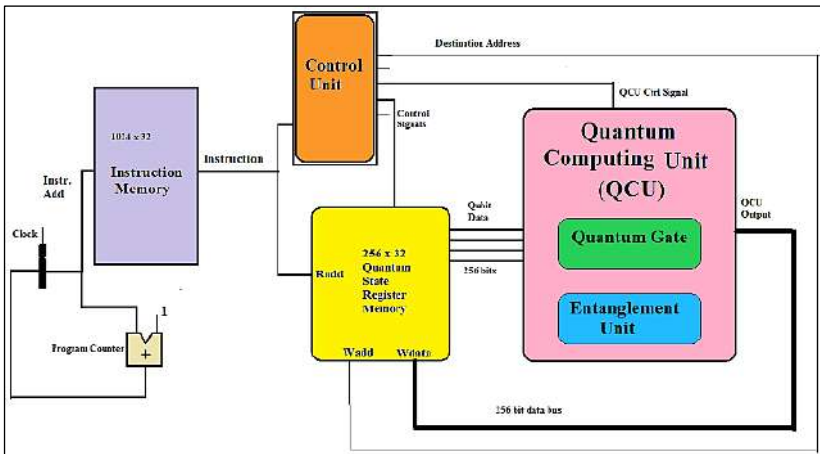 Destination Address
Control
Unit
QCU Ctrl Signal
Control
Signals
1024 x 32
Instruction
Memory
Instruction
Instr.
Add
Clock
1
Program Counter
+
Quantum
Computing Unit
(QCU)
QCU
Output
Qubit
Data
Quantum Gate
256 bits
256 x 32
Quantum
State
Register
Memory
Radd
Entanglement
Unit
Wadd
Wdata
256 bit data bus